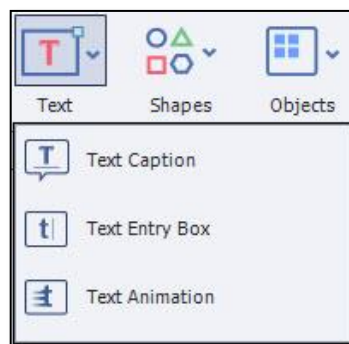 Text Shapes Objects
Text Caption
Text Entry Box
Text Animation